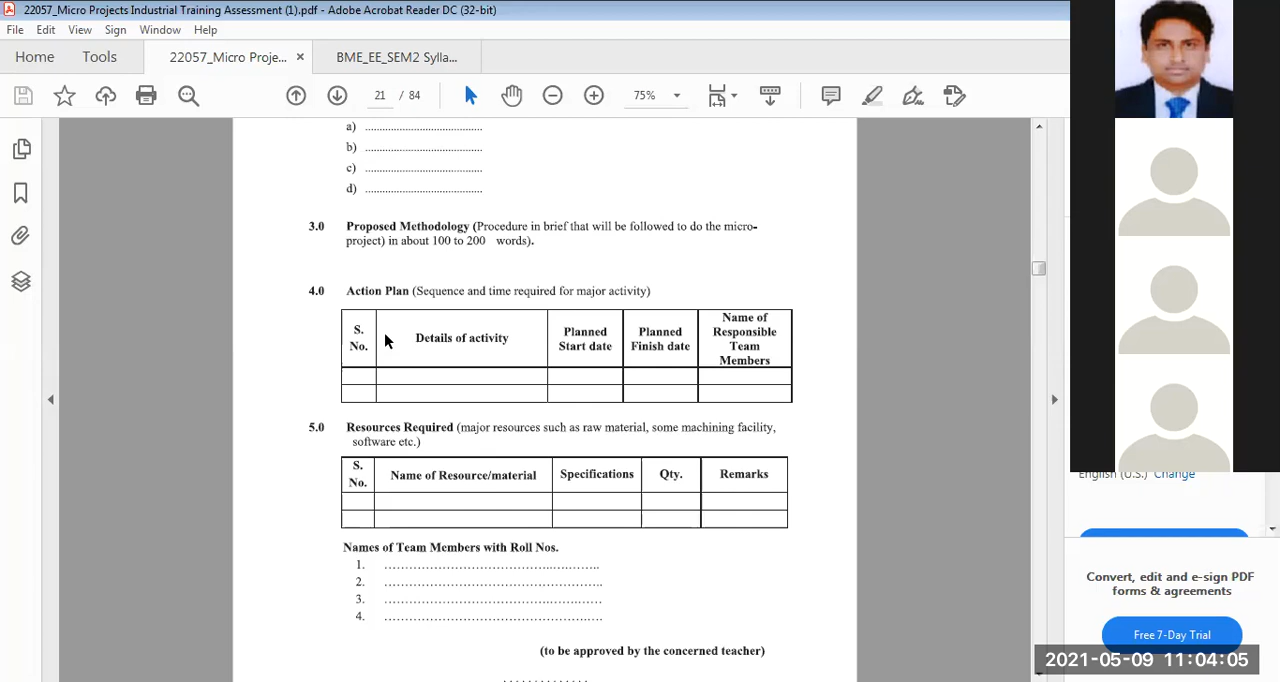 22057_Micro Projects Industrial Training Assessment (1).pdf - Adobe Acrobat Reader DC (32-bit)
File Edit View Sign Window Help
Home Tools 22057_Micro Proje... × BME_EE_SEM2 Sylla...
21 / 84 75%
a) ........................................
b) ........................................
c) ........................................
d) ........................................
3.0 Proposed Methodology (Procedure in brief that will be followed to do the micro-
project) in about 100 to 200 words).
4.0 Action Plan (Sequence and time required for major activity)
S. No. Details of activity Planned Start date Planned Finish date Name of Responsible Team Members
5.0 Resources Required (major resources such as raw material, some machining facility,
software etc.)
S. No. Name of Resource/material Specifications Qty. Remarks
Names of Team Members with Roll Nos.
1. ……………………………………………..
2. ……………………………………………..
3. ……………………………………………..
4. ……………………………………………..
(to be approved by the concerned teacher)
……………
English (U.S.) Change
Convert, edit and e-sign PDF
forms & agreements
Free 7-Day Trial
2021-05-09 11:04:05